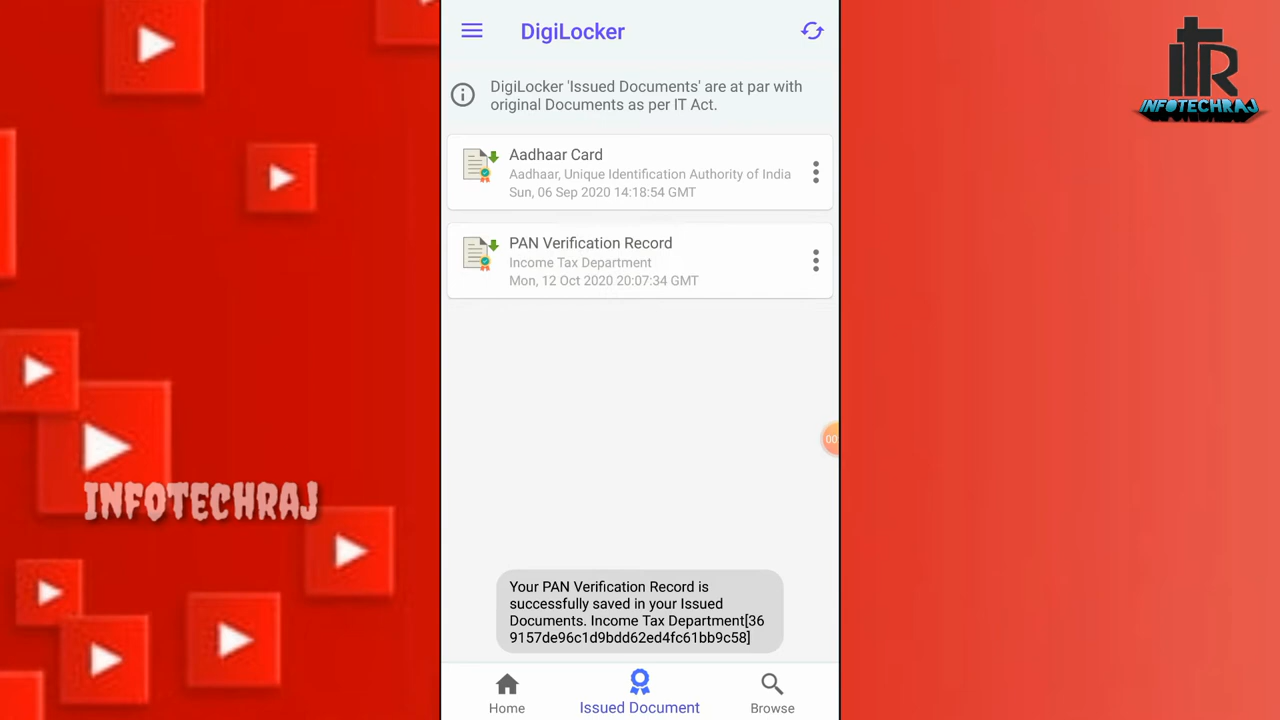 DigiLocker
DigiLocker 'Issued Documents' are at par with
original Documents as per IT Act.
Aadhaar Card
Aadhaar, Unique Identification Authority of India
Sun, 06 Sep 2020 14:18:54 GMT
PAN Verification Record
Income Tax Department
Mon, 12 Oct 2020 20:07:34 GMT
00
Your PAN Verification Record is
successfully saved in your Issued
Documents. Income Tax Department[36
9157de96c1d9bdd62ed4fc61bb9c58]
Home
Issued Document
Browse
INFOTECHRAJ
ITR
INFOTECHRAJ